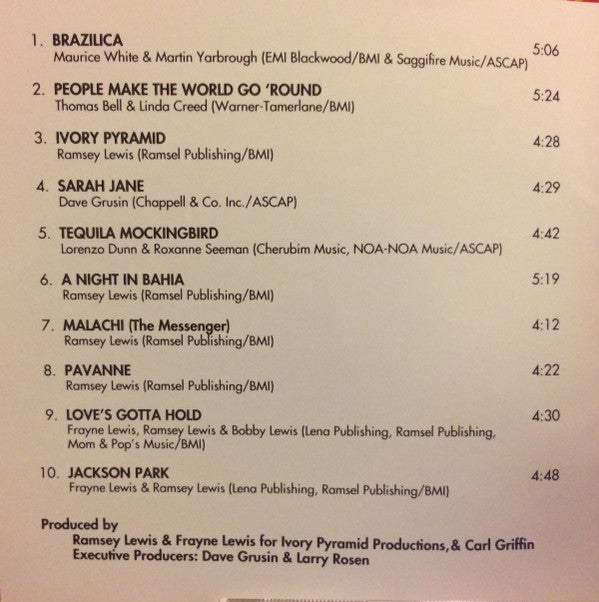 1. BRAZILICA 5:06
Maurice White & Martin Yarbrough (EMI Blackwood/BMI & Saggifire Music/ASCAP)
2. PEOPLE MAKE THE WORLD GO 'ROUND 5:24
Thomas Bell & Linda Creed (Warner-Tamerlane/BMI)
3. IVORY PYRAMID 4:28
Ramsey Lewis (Ramsel Publishing/BMI)
4. SARAH JANE 4:29
Dave Grusin (Chappell & Co. Inc./ASCAP)
5. TEQUILA MOCKINGBIRD 4:42
Lorenzo Dunn & Roxanne Seeman (Cherubim Music, NOA-NOA Music/ASCAP)
6. A NIGHT IN BAHIA 5:19
Ramsey Lewis (Ramsel Publishing/BMI)
7. MALACHI (The Messenger) 4:12
Ramsey Lewis (Ramsel Publishing/BMI)
8. PAVANNE 4:22
Ramsey Lewis (Ramsel Publishing/BMI)
9. LOVE'S GOTTA HOLD 4:30
Frayne Lewis, Ramsey Lewis & Bobby Lewis (Lena Publishing, Ramsel Publishing,
Mom & Pop's Music/BMI)
10. JACKSON PARK 4:48
Frayne Lewis & Ramsey Lewis (Lena Publishing, Ramsel Publishing/BMI)
Produced by
Ramsey Lewis & Frayne Lewis for Ivory Pyramid Productions,& Carl Griffin
Executive Producers: Dave Grusin & Larry Rosen